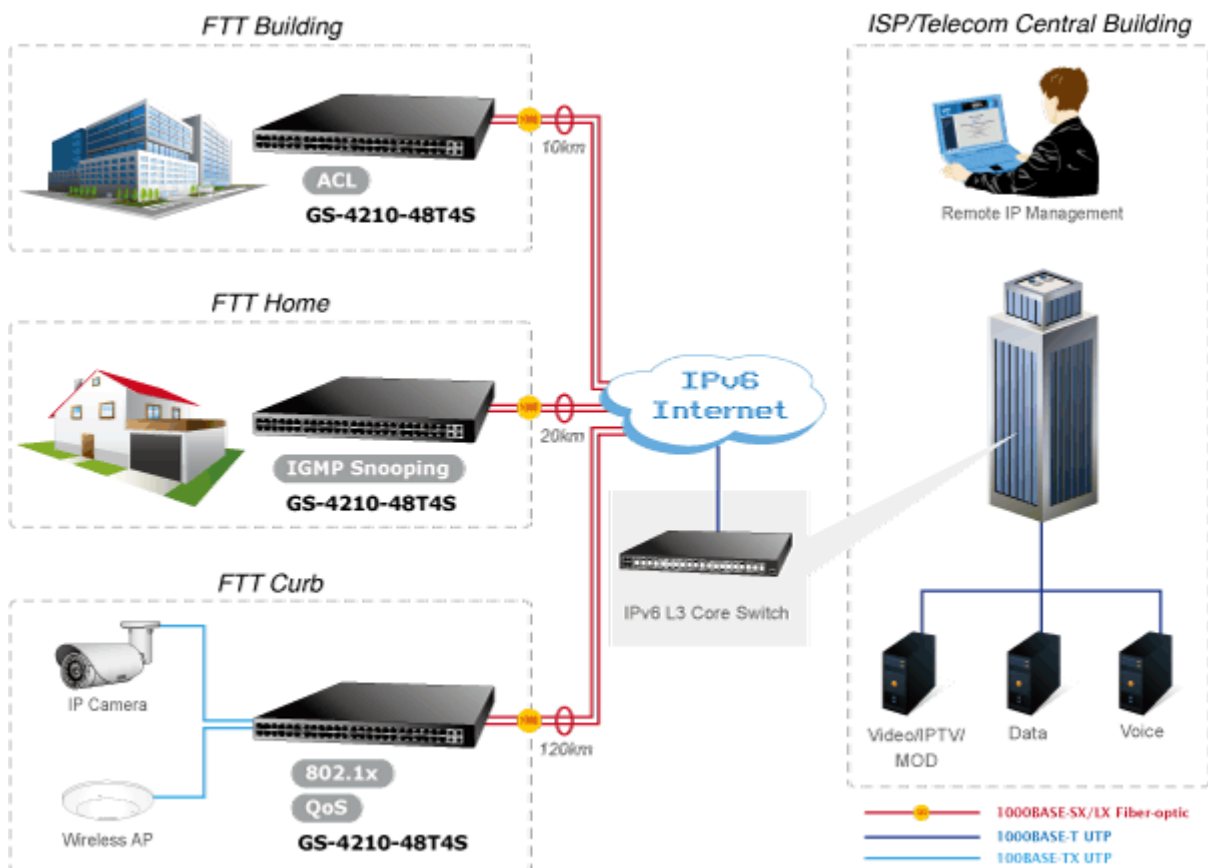 FTT Building
ACL
GS-4210-48T4S
10km
FTT Home
IGMP Snooping
GS-4210-48T4S
20km
FTT Curb
IP Camera
Wireless AP
802.1x
QoS
GS-4210-48T4S
120km
IPv6
Internet
IPv6 L3 Core Switch
ISP/Telecom Central Building
Remote IP Management
Video/IPTV/
MOD
Data
Voice
1000BASE-SX/LX Fiber-optic
1000BASE-T UTP
100BASE-TX UTP